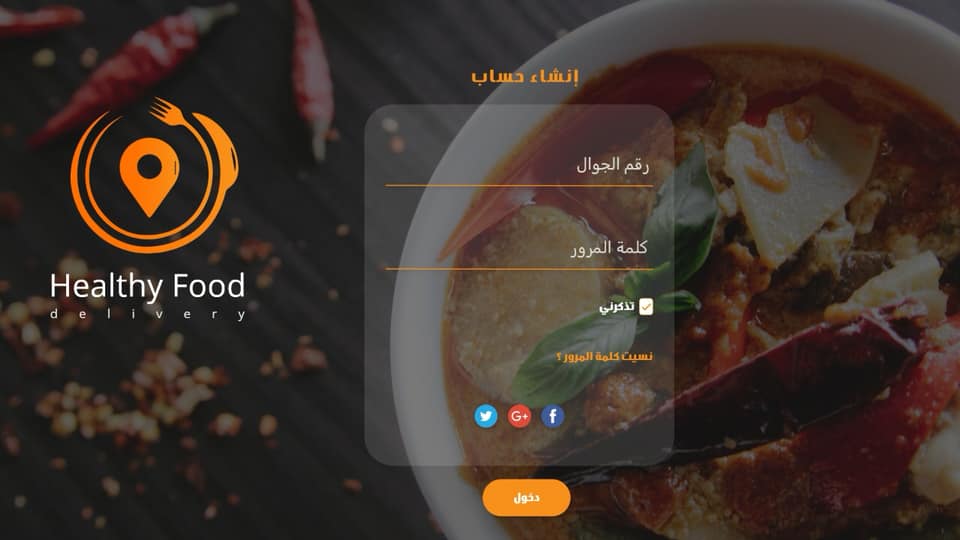 إنشاء حساب
رقم الجوال
كلمة المرور
تذكرني
نسيت كلمة المرور ؟
G+
دخول
Healthy Food
delivery